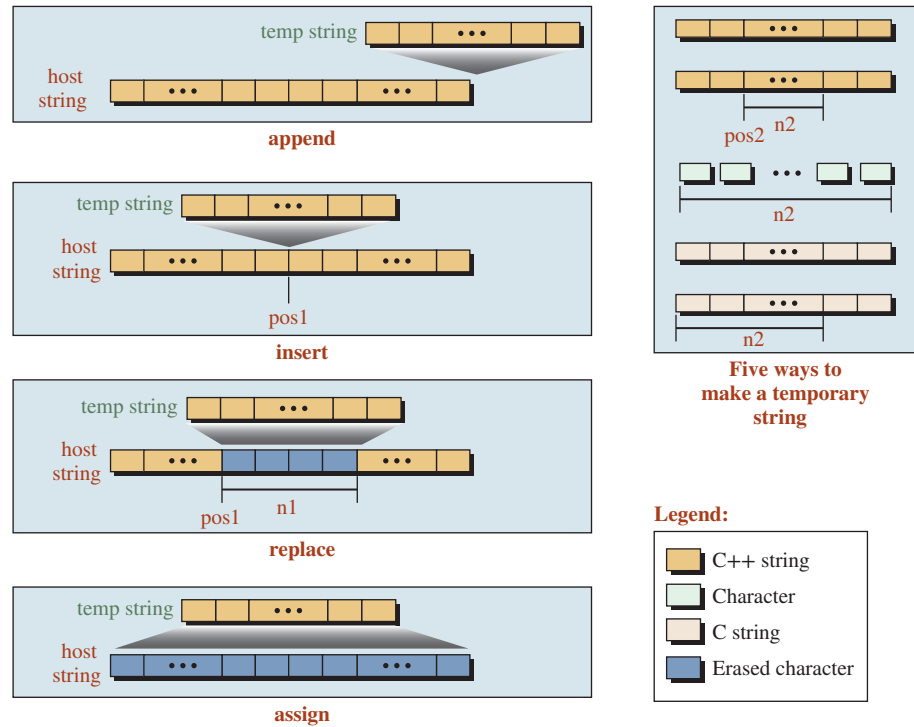 temp string
host
string
append
temp string
host
string
pos1
insert
temp string
host
string
pos1
n1
replace
temp string
host
string
assign
n2
pos2
n2
n2
Five ways to
make a temporary
string
Legend:
C++ string
Character
C string
Erased character